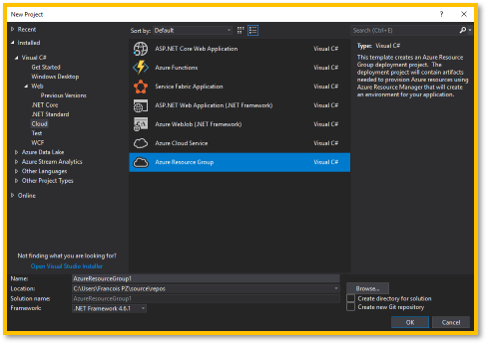 New Project
? ×
Recent
Installed
Visual C#
Get Started
Windows Desktop
Web
Previous Versions
.NET Core
.NET Standard
Cloud
Test
WCF
Azure Data Lake
Azure Stream Analytics
Other Languages
Other Project Types
Online
Not finding what you are looking for?
Open Visual Studio Installer
Sort by: Default
ASP.NET Core Web Application Visual C#
Azure Functions Visual C#
Service Fabric Application Visual C#
ASP.NET Web Application (.NET Framework) Visual C#
Azure WebJob (.NET Framework) Visual C#
Azure Cloud Service Visual C#
Azure Resource Group Visual C#
Search (Ctrl+E)
Type: Visual C#
This template creates an Azure Resource
Group deployment project. The
deployment project will contain artifacts
needed to provision Azure resources using
Azure Resource Manager that will create
an environment for your application.
Name: AzureResourceGroup1
Location: C:\Users\Francois PZ\source\repos
Browse...
Solution name: AzureResourceGroup1
Create directory for solution
Framework: .NET Framework 4.6.1
Create new Git repository
OK Cancel